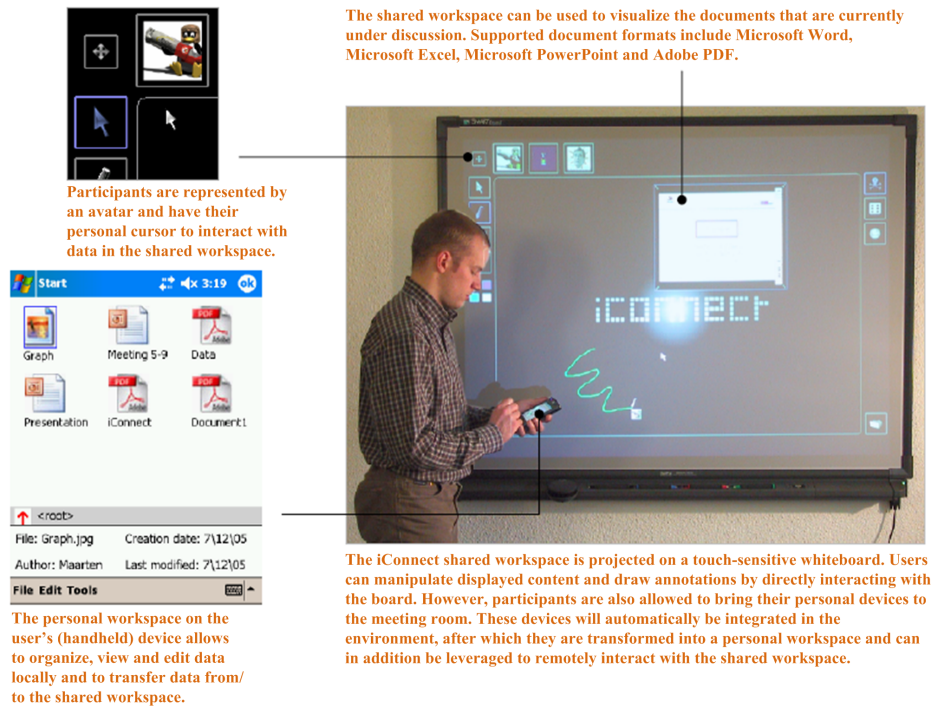 The shared workspace can be used to visualize the documents that are currently
under discussion. Supported document formats include Microsoft Word,
Microsoft Excel, Microsoft PowerPoint and Adobe PDF.
Participants are represented by
an avatar and have their
personal cursor to interact with
data in the shared workspace.
Start 3:19 ok
Graph Meeting 5-9 Data
Presentation iConnect Document1
<root>
File: Graph.jpg Creation date: 7\12\05
Author: Maarten Last modified: 7\12\05
File Edit Tools
The personal workspace on the
user's (handheld) device allows
to organize, view and edit data
locally and to transfer data from/
to the shared workspace.
iconnect
The iConnect shared workspace is projected on a touch-sensitive whiteboard. Users
can manipulate displayed content and draw annotations by directly interacting with
the board. However, participants are also allowed to bring their personal devices to
the meeting room. These devices will automatically be integrated in the
environment, after which they are transformed into a personal workspace and can
in addition be leveraged to remotely interact with the shared workspace.